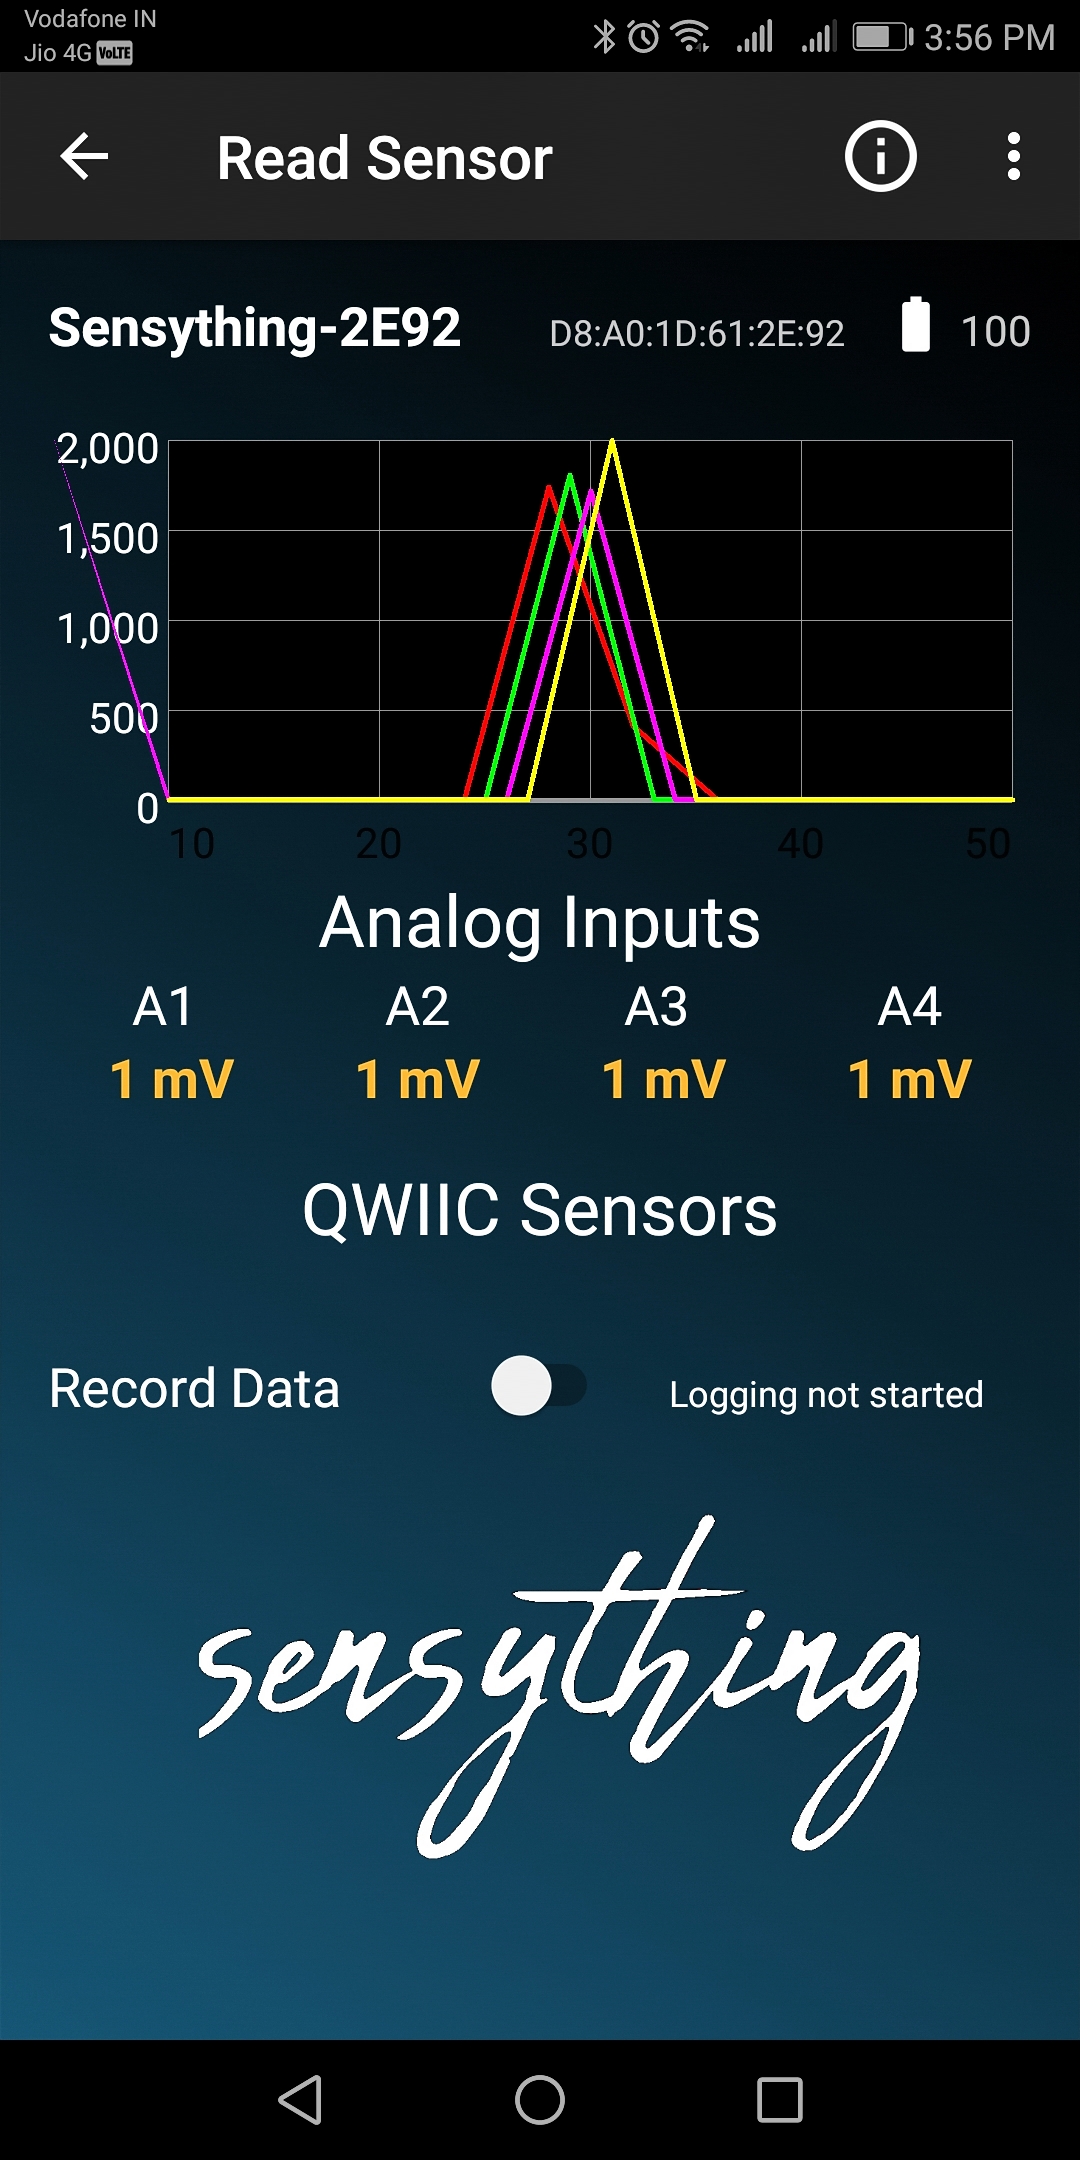 Vodafone IN
Jio 4G VoLTE
3:56 PM
Read Sensor
Sensything-2E92 D8:A0:1D:61:2E:92 100
2,000
1,500
1,000
500
0
10 20 30 40 50
Analog Inputs
A1 A2 A3 A4
1 mV 1 mV 1 mV 1 mV
QWIIC Sensors
Record Data Logging not started
sensything